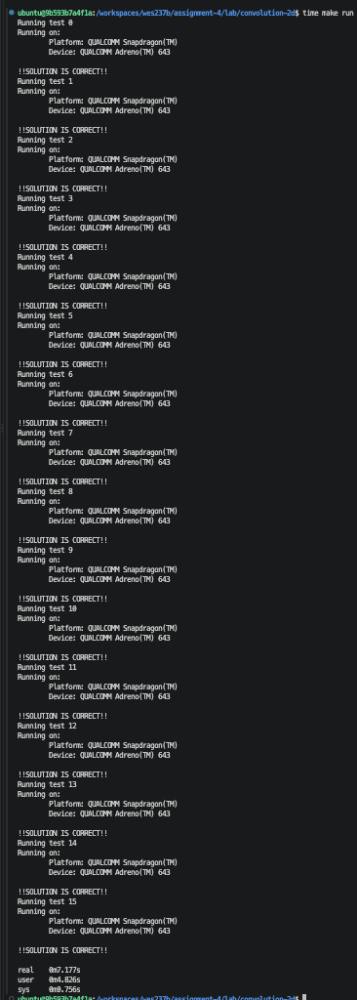 ubuntu@9b593b7a4f1a:/workspaces/wes237b/assignment-4/lab/convolution-2d$ time make run
Running test 0
Running on:
Platform: QUALCOMM Snapdragon(TM)
Device: QUALCOMM Adreno(TM) 643
!!SOLUTION IS CORRECT!!
Running test 1
Running on:
Platform: QUALCOMM Snapdragon(TM)
Device: QUALCOMM Adreno(TM) 643
!!SOLUTION IS CORRECT!!
Running test 2
Running on:
Platform: QUALCOMM Snapdragon(TM)
Device: QUALCOMM Adreno(TM) 643
!!SOLUTION IS CORRECT!!
Running test 3
Running on:
Platform: QUALCOMM Snapdragon(TM)
Device: QUALCOMM Adreno(TM) 643
!!SOLUTION IS CORRECT!!
Running test 4
Running on:
Platform: QUALCOMM Snapdragon(TM)
Device: QUALCOMM Adreno(TM) 643
!!SOLUTION IS CORRECT!!
Running test 5
Running on:
Platform: QUALCOMM Snapdragon(TM)
Device: QUALCOMM Adreno(TM) 643
!!SOLUTION IS CORRECT!!
Running test 6
Running on:
Platform: QUALCOMM Snapdragon(TM)
Device: QUALCOMM Adreno(TM) 643
!!SOLUTION IS CORRECT!!
Running test 7
Running on:
Platform: QUALCOMM Snapdragon(TM)
Device: QUALCOMM Adreno(TM) 643
!!SOLUTION IS CORRECT!!
Running test 8
Running on:
Platform: QUALCOMM Snapdragon(TM)
Device: QUALCOMM Adreno(TM) 643
!!SOLUTION IS CORRECT!!
Running test 9
Running on:
Platform: QUALCOMM Snapdragon(TM)
Device: QUALCOMM Adreno(TM) 643
!!SOLUTION IS CORRECT!!
Running test 10
Running on:
Platform: QUALCOMM Snapdragon(TM)
Device: QUALCOMM Adreno(TM) 643
!!SOLUTION IS CORRECT!!
Running test 11
Running on:
Platform: QUALCOMM Snapdragon(TM)
Device: QUALCOMM Adreno(TM) 643
!!SOLUTION IS CORRECT!!
Running test 12
Running on:
Platform: QUALCOMM Snapdragon(TM)
Device: QUALCOMM Adreno(TM) 643
!!SOLUTION IS CORRECT!!
Running test 13
Running on:
Platform: QUALCOMM Snapdragon(TM)
Device: QUALCOMM Adreno(TM) 643
!!SOLUTION IS CORRECT!!
Running test 14
Running on:
Platform: QUALCOMM Snapdragon(TM)
Device: QUALCOMM Adreno(TM) 643
!!SOLUTION IS CORRECT!!
Running test 15
Running on:
Platform: QUALCOMM Snapdragon(TM)
Device: QUALCOMM Adreno(TM) 643
!!SOLUTION IS CORRECT!!
real 0m7.177s
user 0m4.826s
sys 0m0.756s
ubuntu@9b593b7a4f1a:/workspaces/wes237b/assignment-4/lab/convolution-2d$